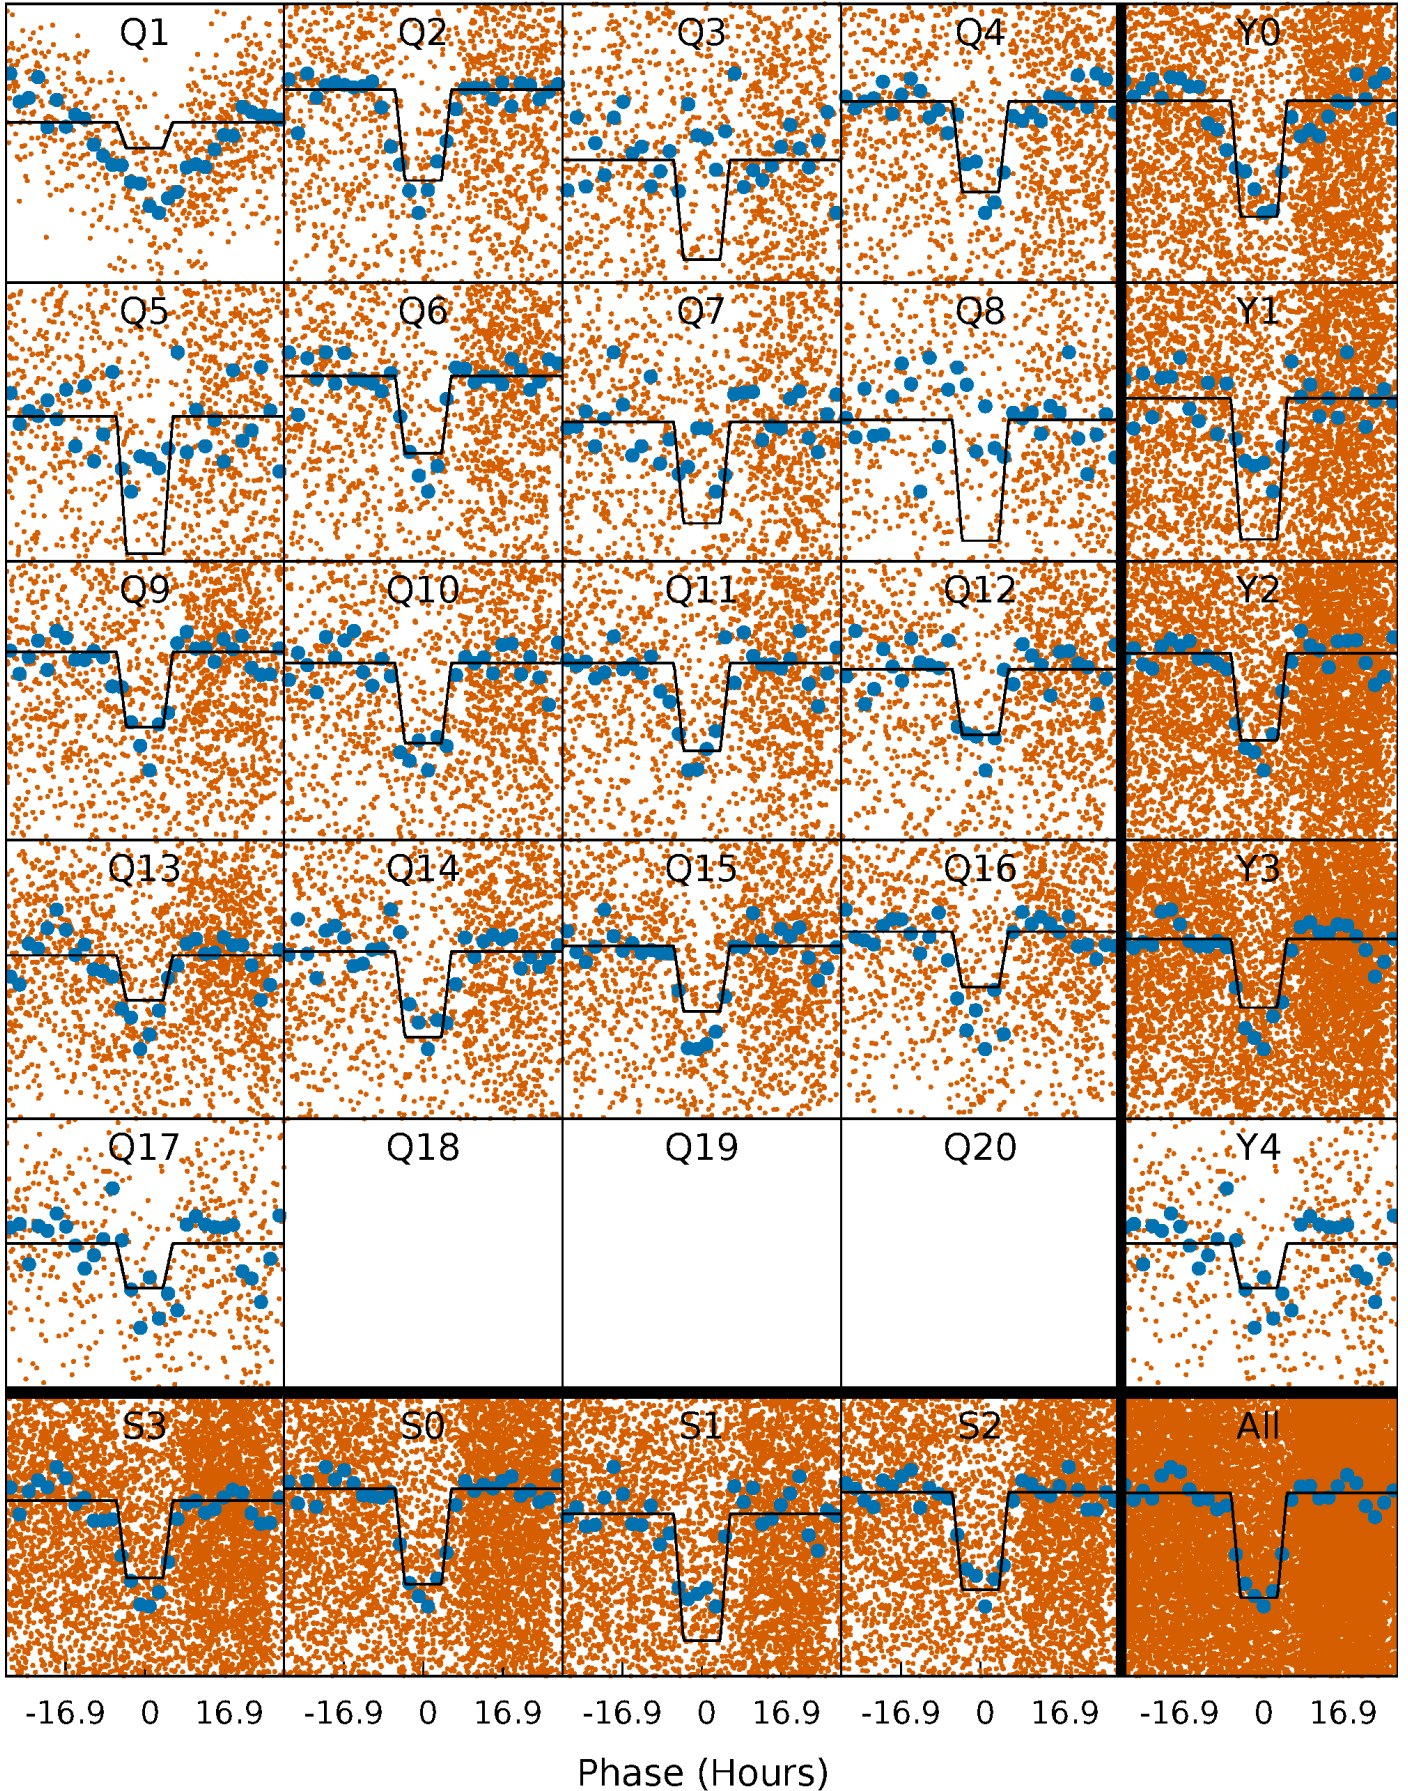 Q1 Q2 Q3 Q4 Y0
Q5 Q6 Q7 Q8 Y1
Q9 Q10 Q11 Q12 Y2
Q13 Q14 Q15 Q16 Y3
Q17 Q18 Q19 Q20 Y4
S3 S0 S1 S2 All
-16.9 0 16.9 -16.9 0 16.9 -16.9 0 16.9 -16.9 0 16.9 -16.9 0 16.9
Phase (Hours)